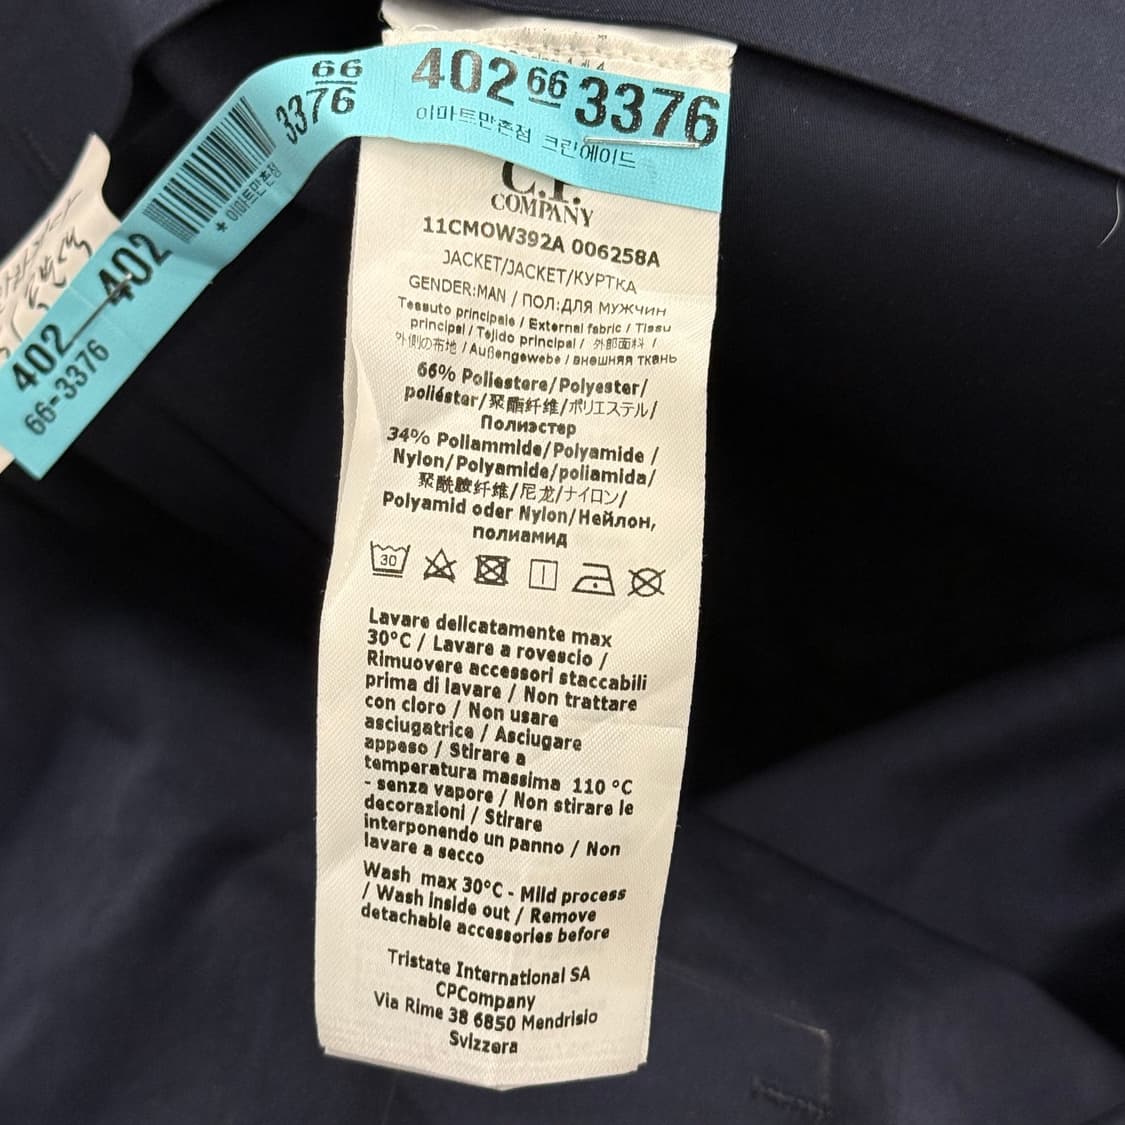 402 66 3376
이마트만촌점 크린에이드
66
3376
* 이마트만촌점
402 402
66-3376
C.P.
COMPANY
11CMOW392A 006258A
JACKET/JACKET/КУРТКА
GENDER:MAN / ПОЛ:ДЛЯ МУЖЧИН
Tessuto principale / External fabric / Tissu
principal / Tejido principal / 外部面料 /
外側の布地 / Außengewebe / внешняя ткань
66% Poliestere/Polyester/
poliéster/聚酯纤维/ポリエステル/
Полиэстер
34% Poliammide/Polyamide /
Nylon/Polyamide/poliamida/
聚酰胺纤维/尼龙/ナイロン/
Polyamid oder Nylon/Нейлон,
полиамид
30
Lavare delicatamente max
30°C / Lavare a rovescio /
Rimuovere accessori staccabili
prima di lavare / Non trattare
con cloro / Non usare
asciugatrice / Asciugare
appeso / Stirare a
temperatura massima 110 °C
- senza vapore / Non stirare le
decorazioni / Stirare
interponendo un panno / Non
lavare a secco
Wash max 30°C - Mild process
/ Wash inside out / Remove
detachable accessories before
Tristate International SA
CPCompany
Via Rime 38 6850 Mendrisio
Svizzera